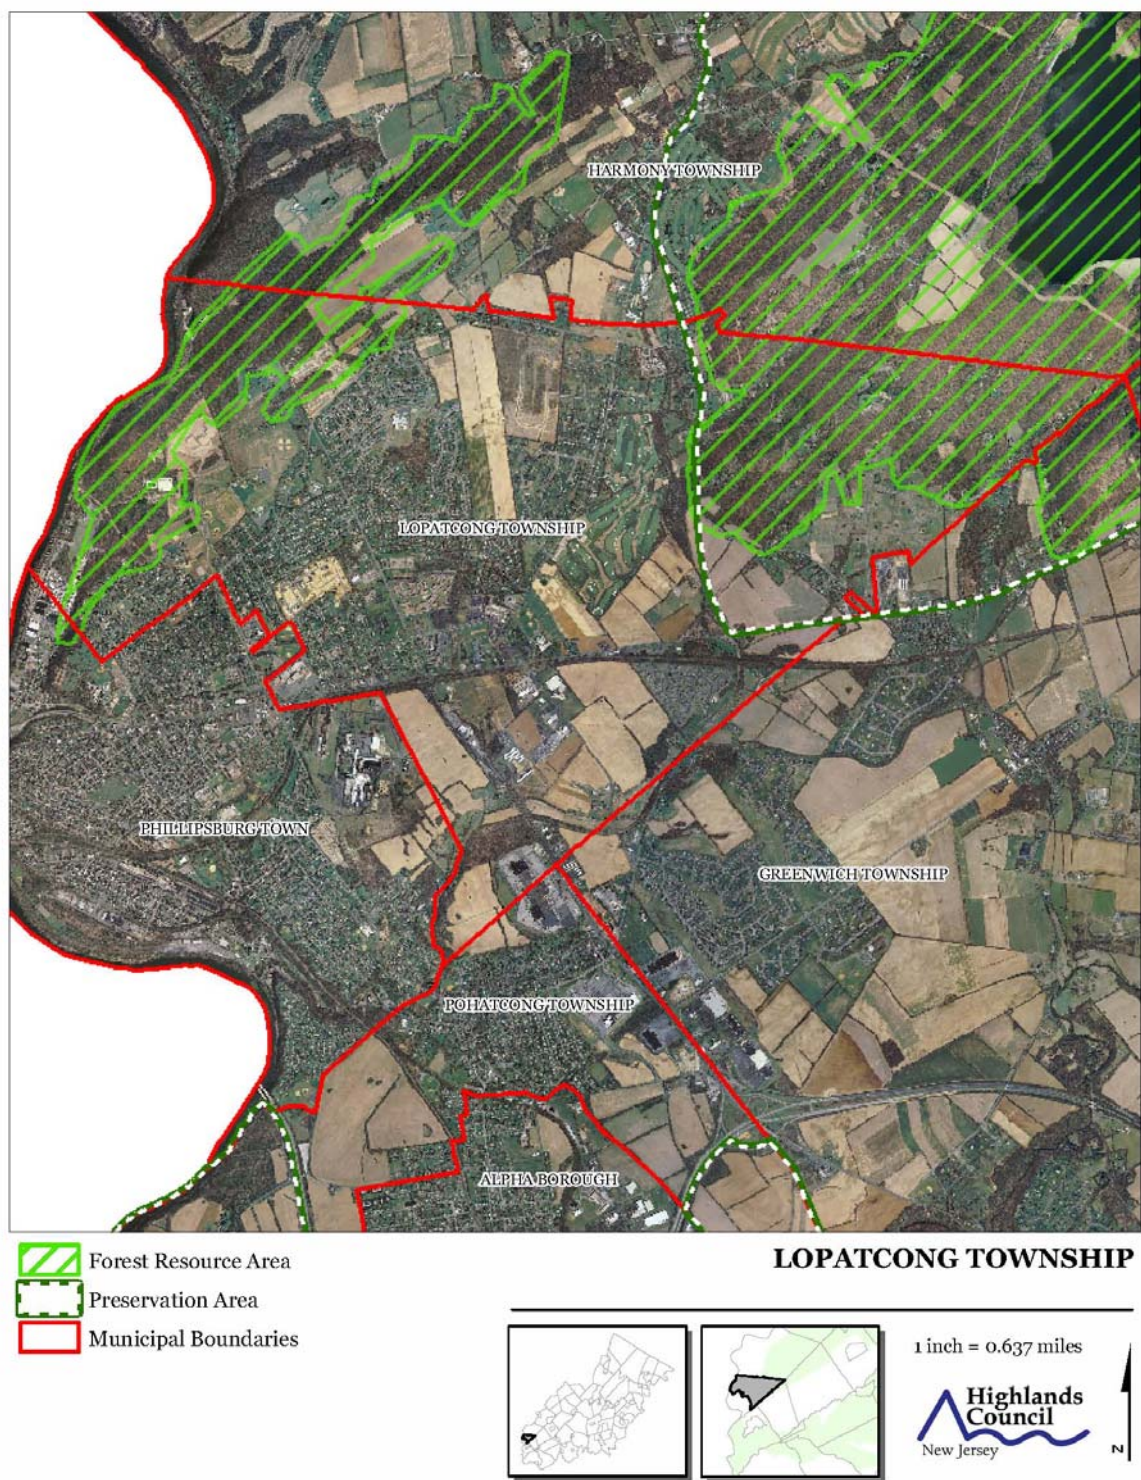 HARMONY TOWNSHIP
LOPATCONG TOWNSHIP
PHILLIPSBURG TOWN
GREENWICH TOWNSHIP
POHATCONG TOWNSHIP
ALPHA BOROUGH
Forest Resource Area
Preservation Area
Municipal Boundaries
LOPATCONG TOWNSHIP
1 inch = 0.637 miles
Highlands
Council
New Jersey
N